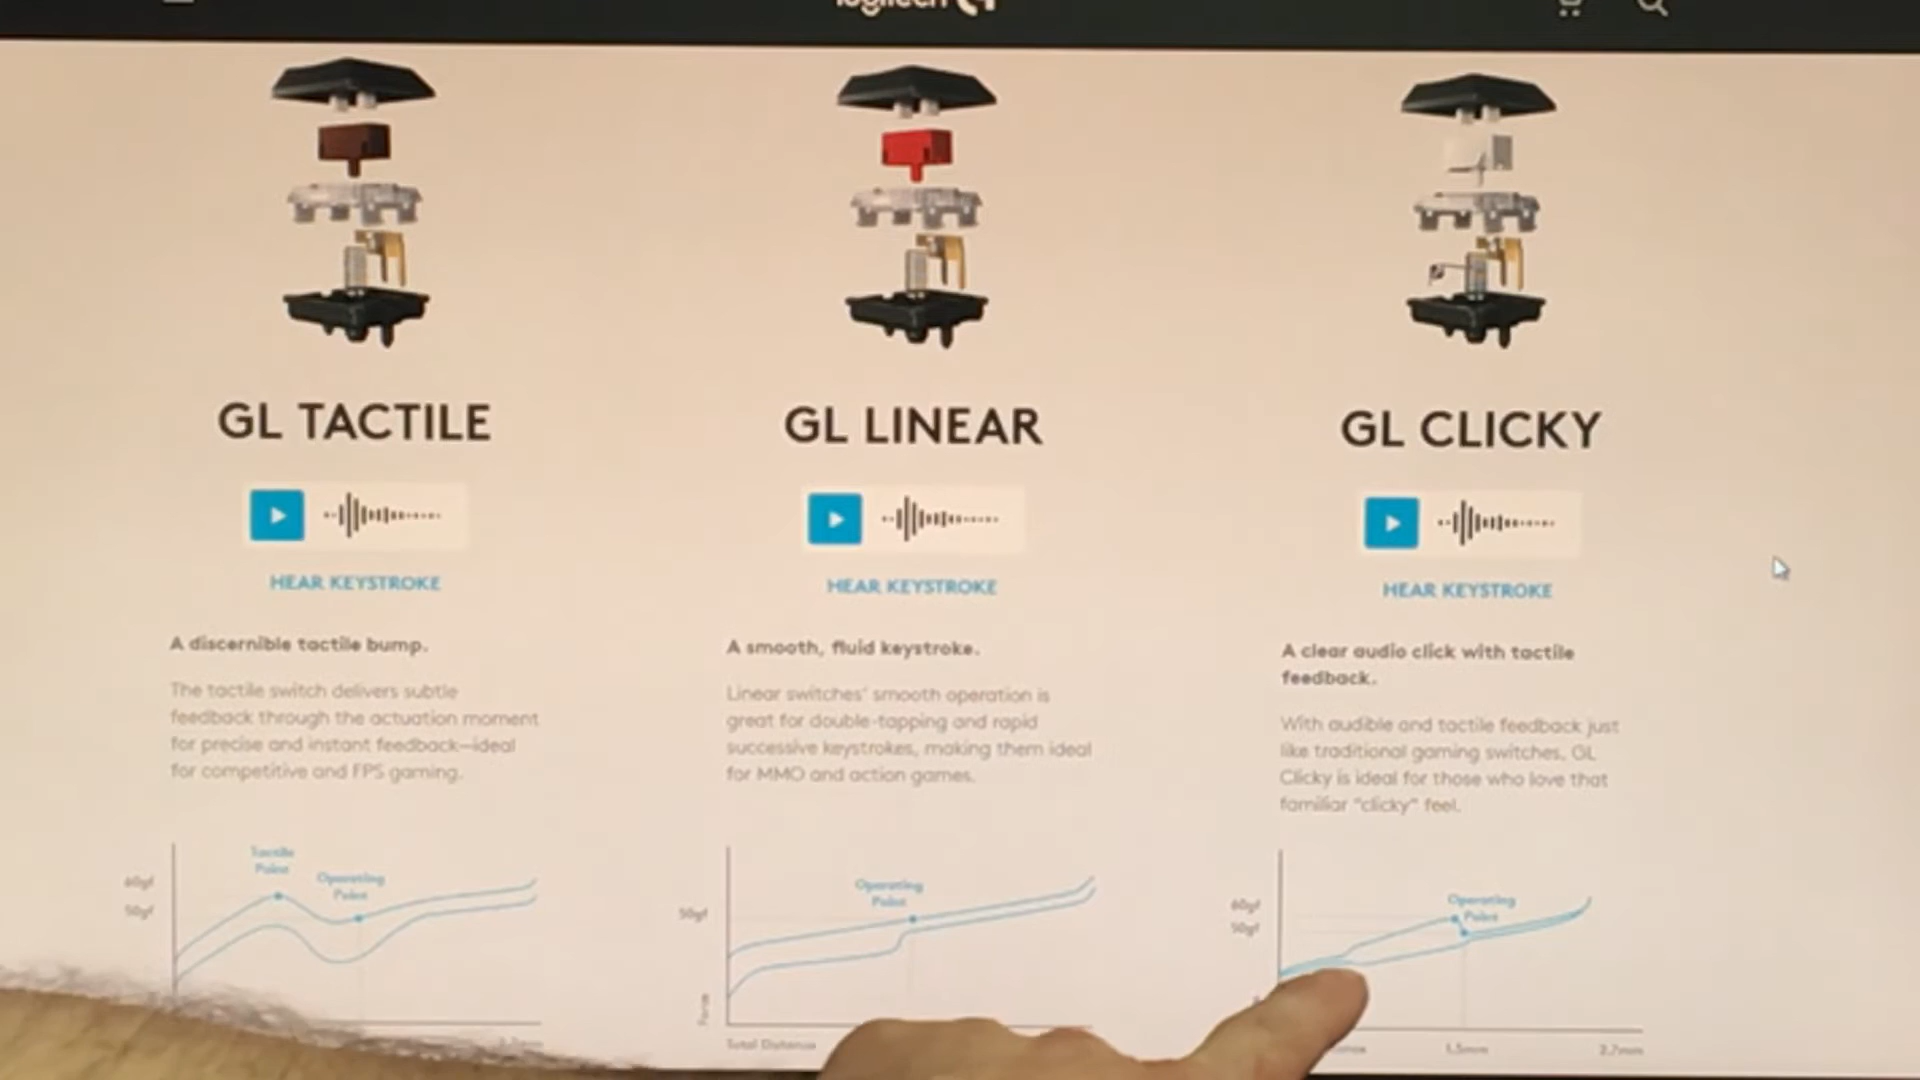 logitech G
GL TACTILE
HEAR KEYSTROKE
A discernible tactile bump.
The tactile switch delivers subtle
feedback through the actuation moment
for precise and instant feedback—ideal
for competitive and FPS gaming.
Tactile
Point
Operating
Point
60gf
50gf
GL LINEAR
HEAR KEYSTROKE
A smooth, fluid keystroke.
Linear switches' smooth operation is
great for double-tapping and rapid
successive keystrokes, making them ideal
for MMO and action games.
Operating
Point
50gf
Force
Total Distance
GL CLICKY
HEAR KEYSTROKE
A clear audio click with tactile
feedback.
With audible and tactile feedback just
like traditional gaming switches, GL
Clicky is ideal for those who love that
familiar "clicky" feel.
Operating
Point
60gf
50gf
1.5mm
2.7mm